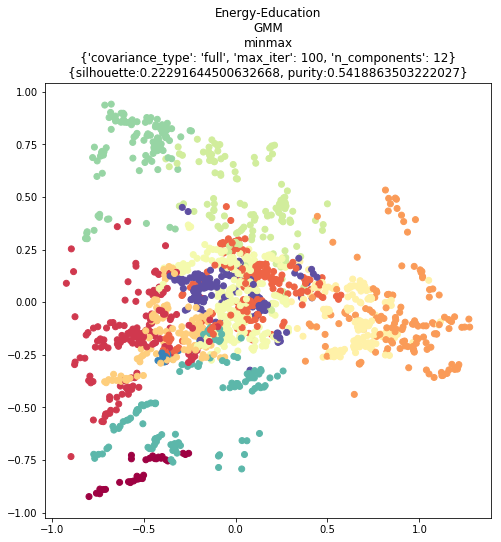 Energy-Education
GMM
minmax
{'covariance_type': 'full', 'max_iter': 100, 'n_components': 12}
{silhouette:0.22291644500632668, purity:0.5418863503222027}
1.00
0.75
0.50
0.25
0.00
−0.25
−0.50
−0.75
−1.00
−1.0 −0.5 0.0 0.5 1.0